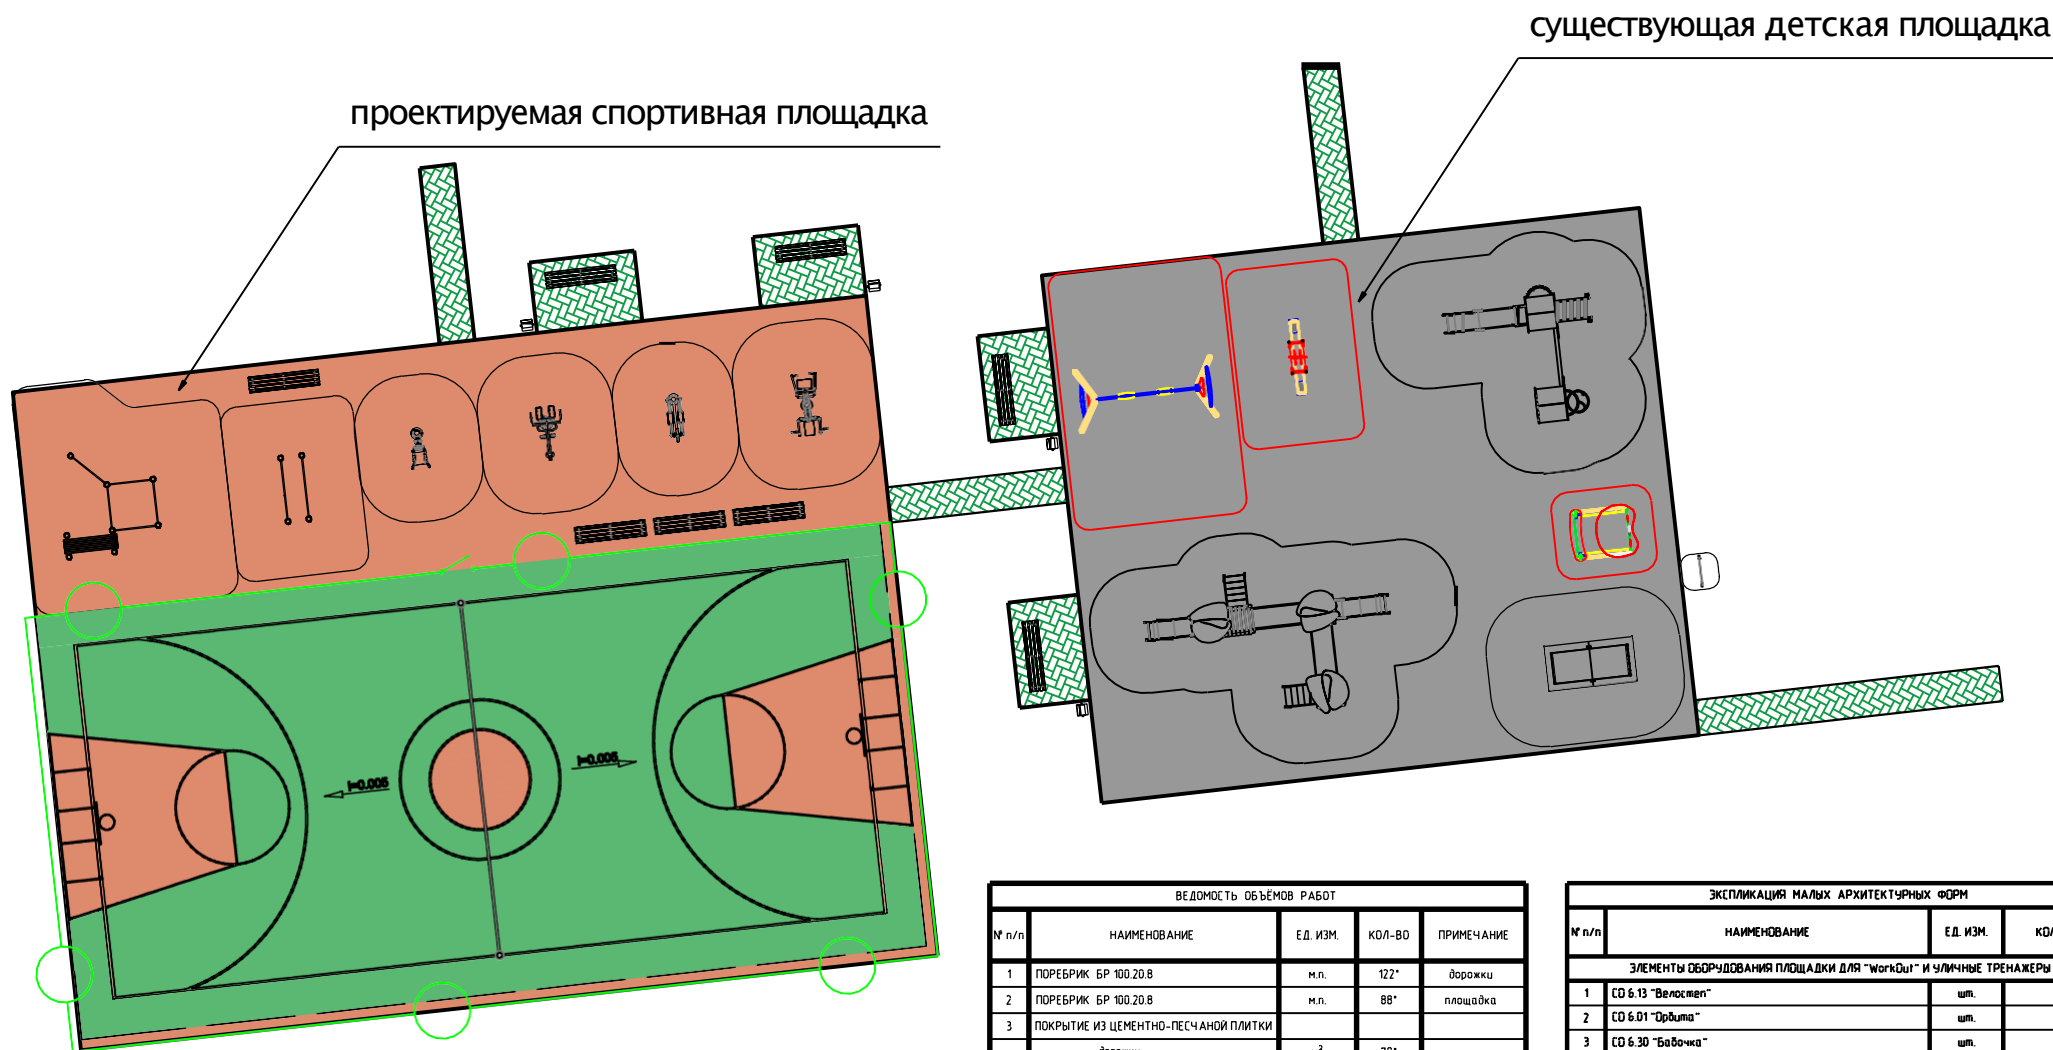 существующая детская площадка
проектируемая спортивная площадка
i=0.005
i=0.005
ВЕДОМОСТЬ ОБЪЁМОВ РАБОТ
№ п/п НАИМЕНОВАНИЕ ЕД. ИЗМ. КОЛ-ВО ПРИМЕЧАНИЕ
1 ПОРЕБРИК БР 100.20.8 м.п. 122* дорожки
2 ПОРЕБРИК БР 100.20.8 м.п. 88* площадка
3 ПОКРЫТИЕ ИЗ ЦЕМЕНТНО-ПЕСЧАНОЙ ПЛИТКИ
ЭКСПЛИКАЦИЯ МАЛЫХ АРХИТЕКТУРНЫХ ФОРМ
№ п/п НАИМЕНОВАНИЕ ЕД. ИЗМ.
ЭЛЕМЕНТЫ ОБОРУДОВАНИЯ ПЛОЩАДКИ ДЛЯ "WorkOut" И УЛИЧНЫЕ ТРЕНАЖЕРЫ
1 СО 6.13 "Велостеп" шт.
2 СО 6.01 "Орбита" шт.
3 СО 6.30 "Бабочка" шт.